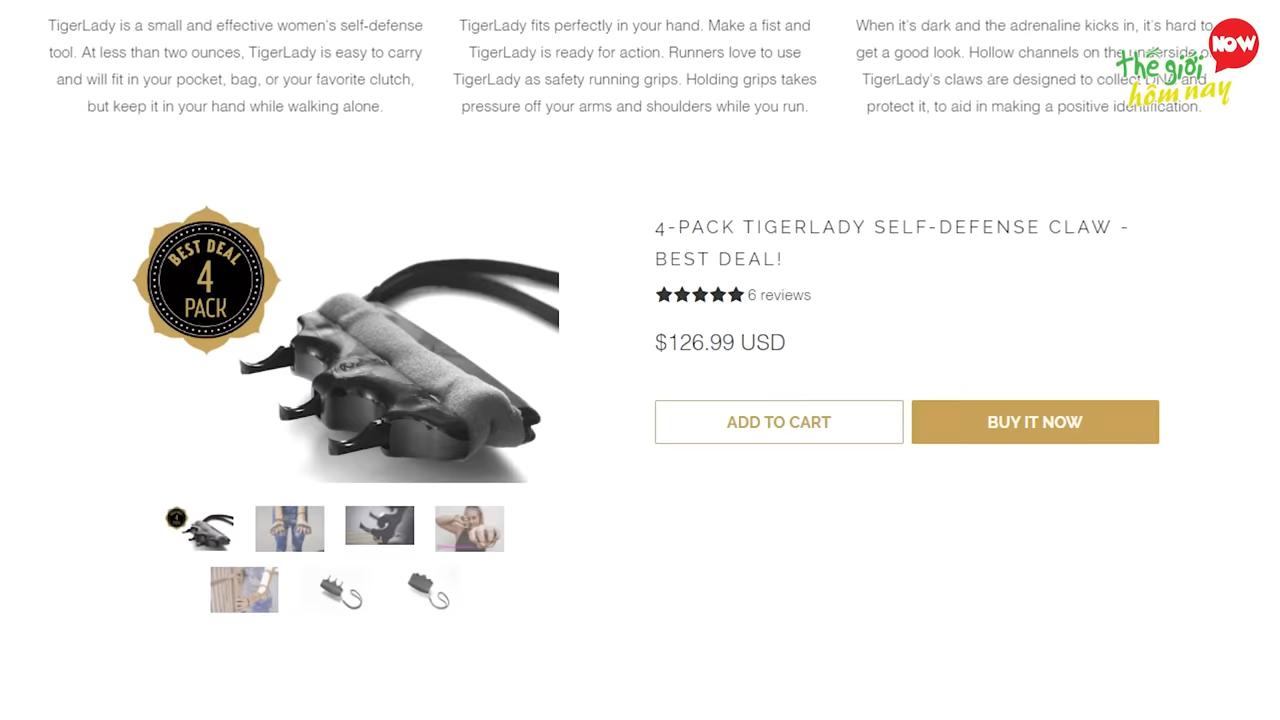 TigerLady is a small and effective women's self-defense
tool. At less than two ounces, TigerLady is easy to carry
and will fit in your pocket, bag, or your favorite clutch,
but keep it in your hand while walking alone.
TigerLady fits perfectly in your hand. Make a fist and
TigerLady is ready for action. Runners love to use
TigerLady as safety running grips. Holding grips takes
pressure off your arms and shoulders while you run.
When it's dark and the adrenaline kicks in, it's hard to
get a good look. Hollow channels on the underside
TigerLady's claws are designed to collect DNA and
protect it, to aid in making a positive identification.
NOW
thế giới
hôm nay
BEST DEAL
4
PACK
4-PACK TIGERLADY SELF-DEFENSE CLAW -
BEST DEAL!
6 reviews
$126.99 USD
ADD TO CART
BUY IT NOW